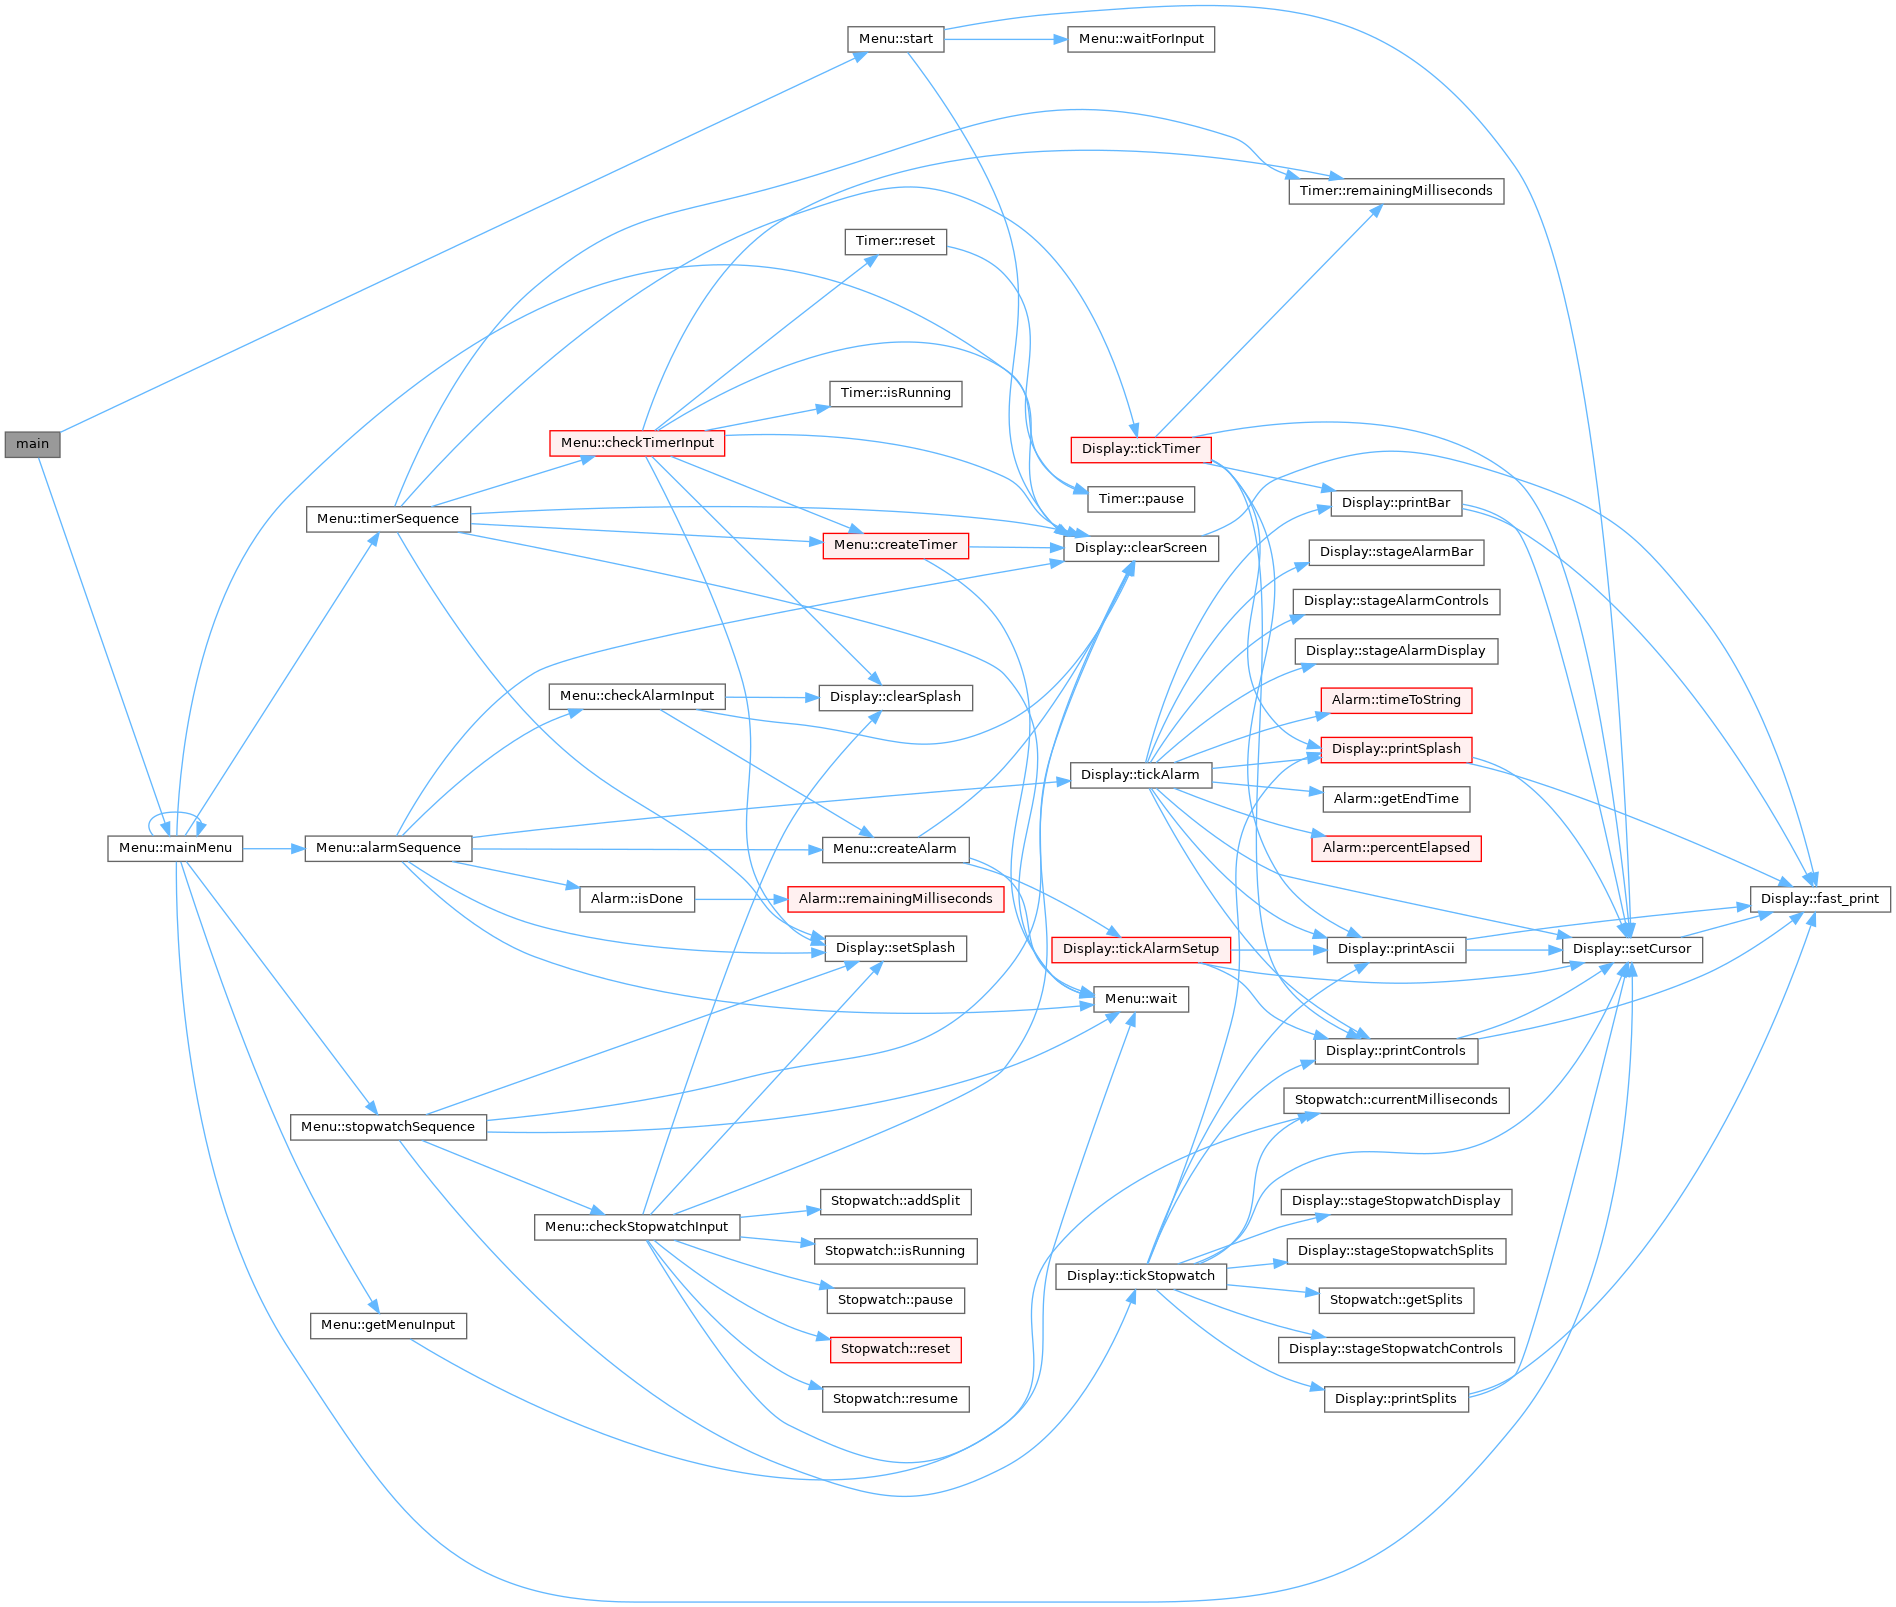 Menu::start
Menu::waitForInput
Timer::remainingMilliseconds
Timer::reset
Timer::isRunning
main
Menu::checkTimerInput
Display::tickTimer
Timer::pause
Display::printBar
Menu::timerSequence
Menu::createTimer
Display::clearScreen
Display::stageAlarmBar
Display::stageAlarmControls
Display::stageAlarmDisplay
Menu::checkAlarmInput
Display::clearSplash
Alarm::timeToString
Display::printSplash
Display::tickAlarm
Alarm::getEndTime
Menu::mainMenu
Menu::alarmSequence
Menu::createAlarm
Alarm::percentElapsed
Alarm::isDone
Alarm::remainingMilliseconds
Display::fast_print
Display::setSplash
Display::tickAlarmSetup
Display::printAscii
Display::setCursor
Menu::wait
Display::printControls
Stopwatch::currentMilliseconds
Menu::stopwatchSequence
Stopwatch::addSplit
Display::stageStopwatchDisplay
Menu::checkStopwatchInput
Stopwatch::isRunning
Display::stageStopwatchSplits
Display::tickStopwatch
Stopwatch::pause
Stopwatch::getSplits
Menu::getMenuInput
Stopwatch::reset
Display::stageStopwatchControls
Stopwatch::resume
Display::printSplits